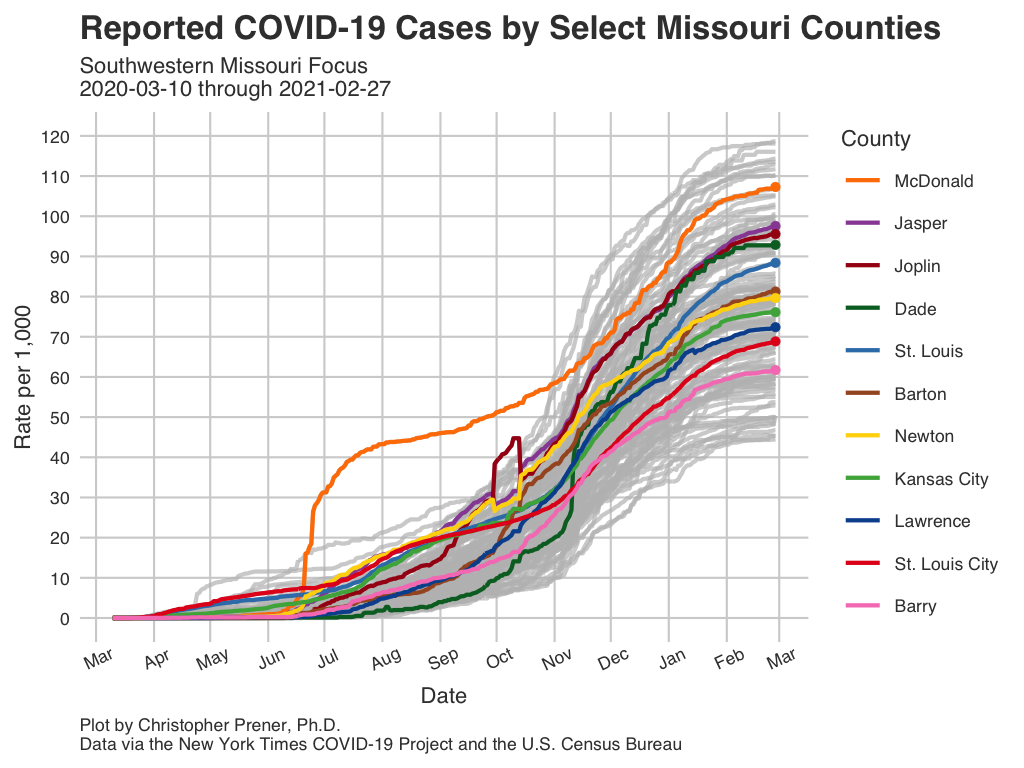 Reported COVID-19 Cases by Select Missouri Counties
Southwestern Missouri Focus
2020-03-10 through 2021-02-27
Rate per 1,000
120
110
100
90
80
70
60
50
40
30
20
10
0
Mar
Apr
May
Jun
Jul
Aug
Sep
Oct
Nov
Dec
Jan
Feb
Mar
Date
County
McDonald
Jasper
Joplin
Dade
St. Louis
Barton
Newton
Kansas City
Lawrence
St. Louis City
Barry
Plot by Christopher Prener, Ph.D.
Data via the New York Times COVID-19 Project and the U.S. Census Bureau